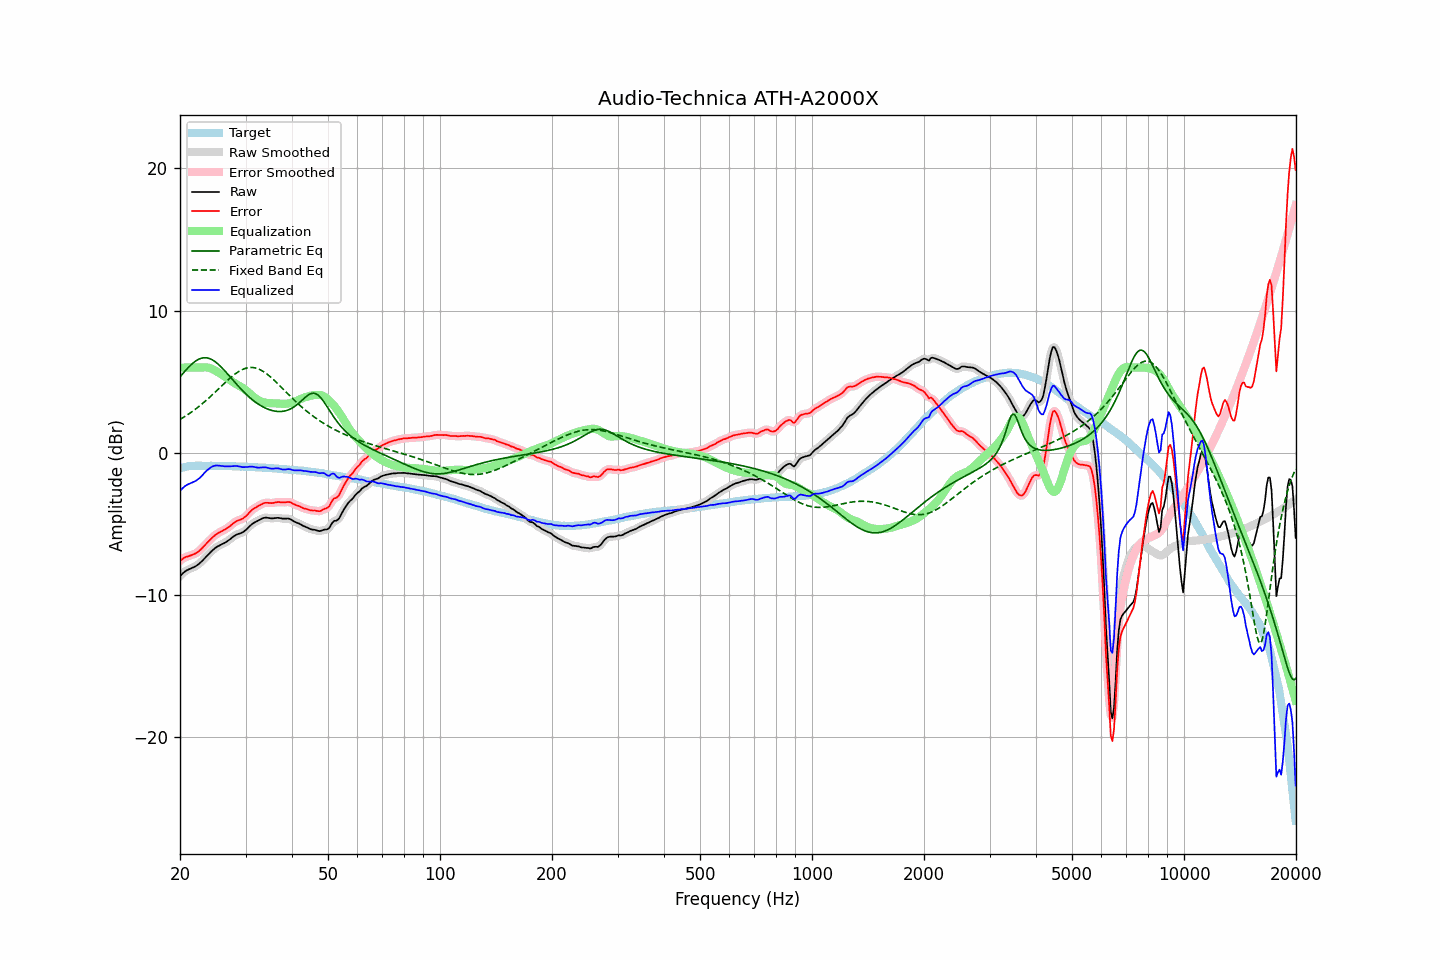 Audio-Technica ATH-A2000X
Target
Raw Smoothed
Error Smoothed
Raw
Error
Equalization
Parametric Eq
Fixed Band Eq
Equalized
20
10
0
−10
−20
Amplitude (dBr)
20 50 100 200 500 1000 2000 5000 10000 20000
Frequency (Hz)